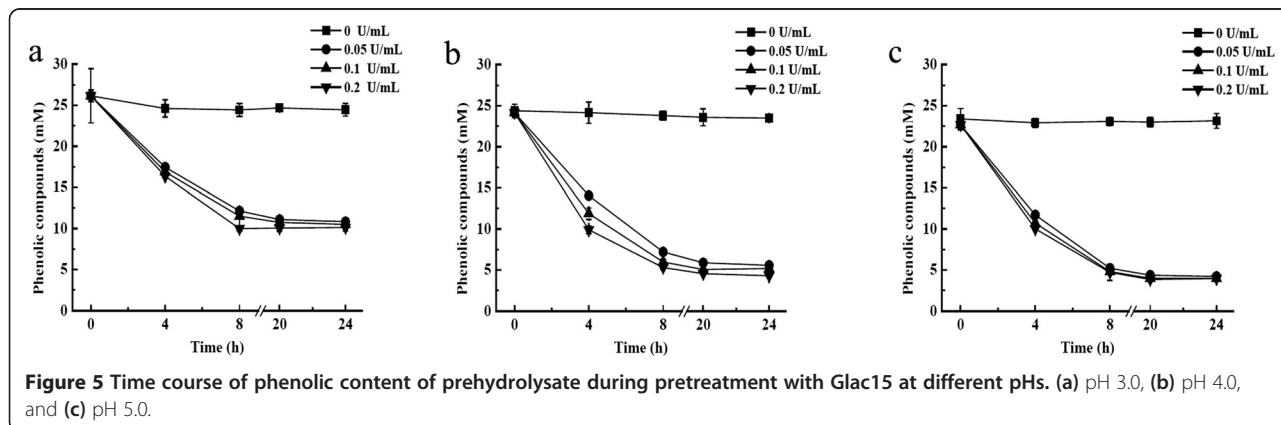 a
0 U/mL
0.05 U/mL
0.1 U/mL
0.2 U/mL
30
25
20
15
10
5
0
Phenolic compounds (mM)
0 4 8 20 24
Time (h)
b
0 U/mL
0.05 U/mL
0.1 U/mL
0.2 U/mL
30
25
20
15
10
5
0
Phenolic compounds (mM)
0 4 8 20 24
Time (h)
c
0 U/mL
0.05 U/mL
0.1 U/mL
0.2 U/mL
30
25
20
15
10
5
0
Phenolic compounds (mM)
0 4 8 20 24
Time (h)
Figure 5 Time course of phenolic content of prehydrolysate during pretreatment with Glac15 at different pHs. (a) pH 3.0, (b) pH 4.0,
and (c) pH 5.0.